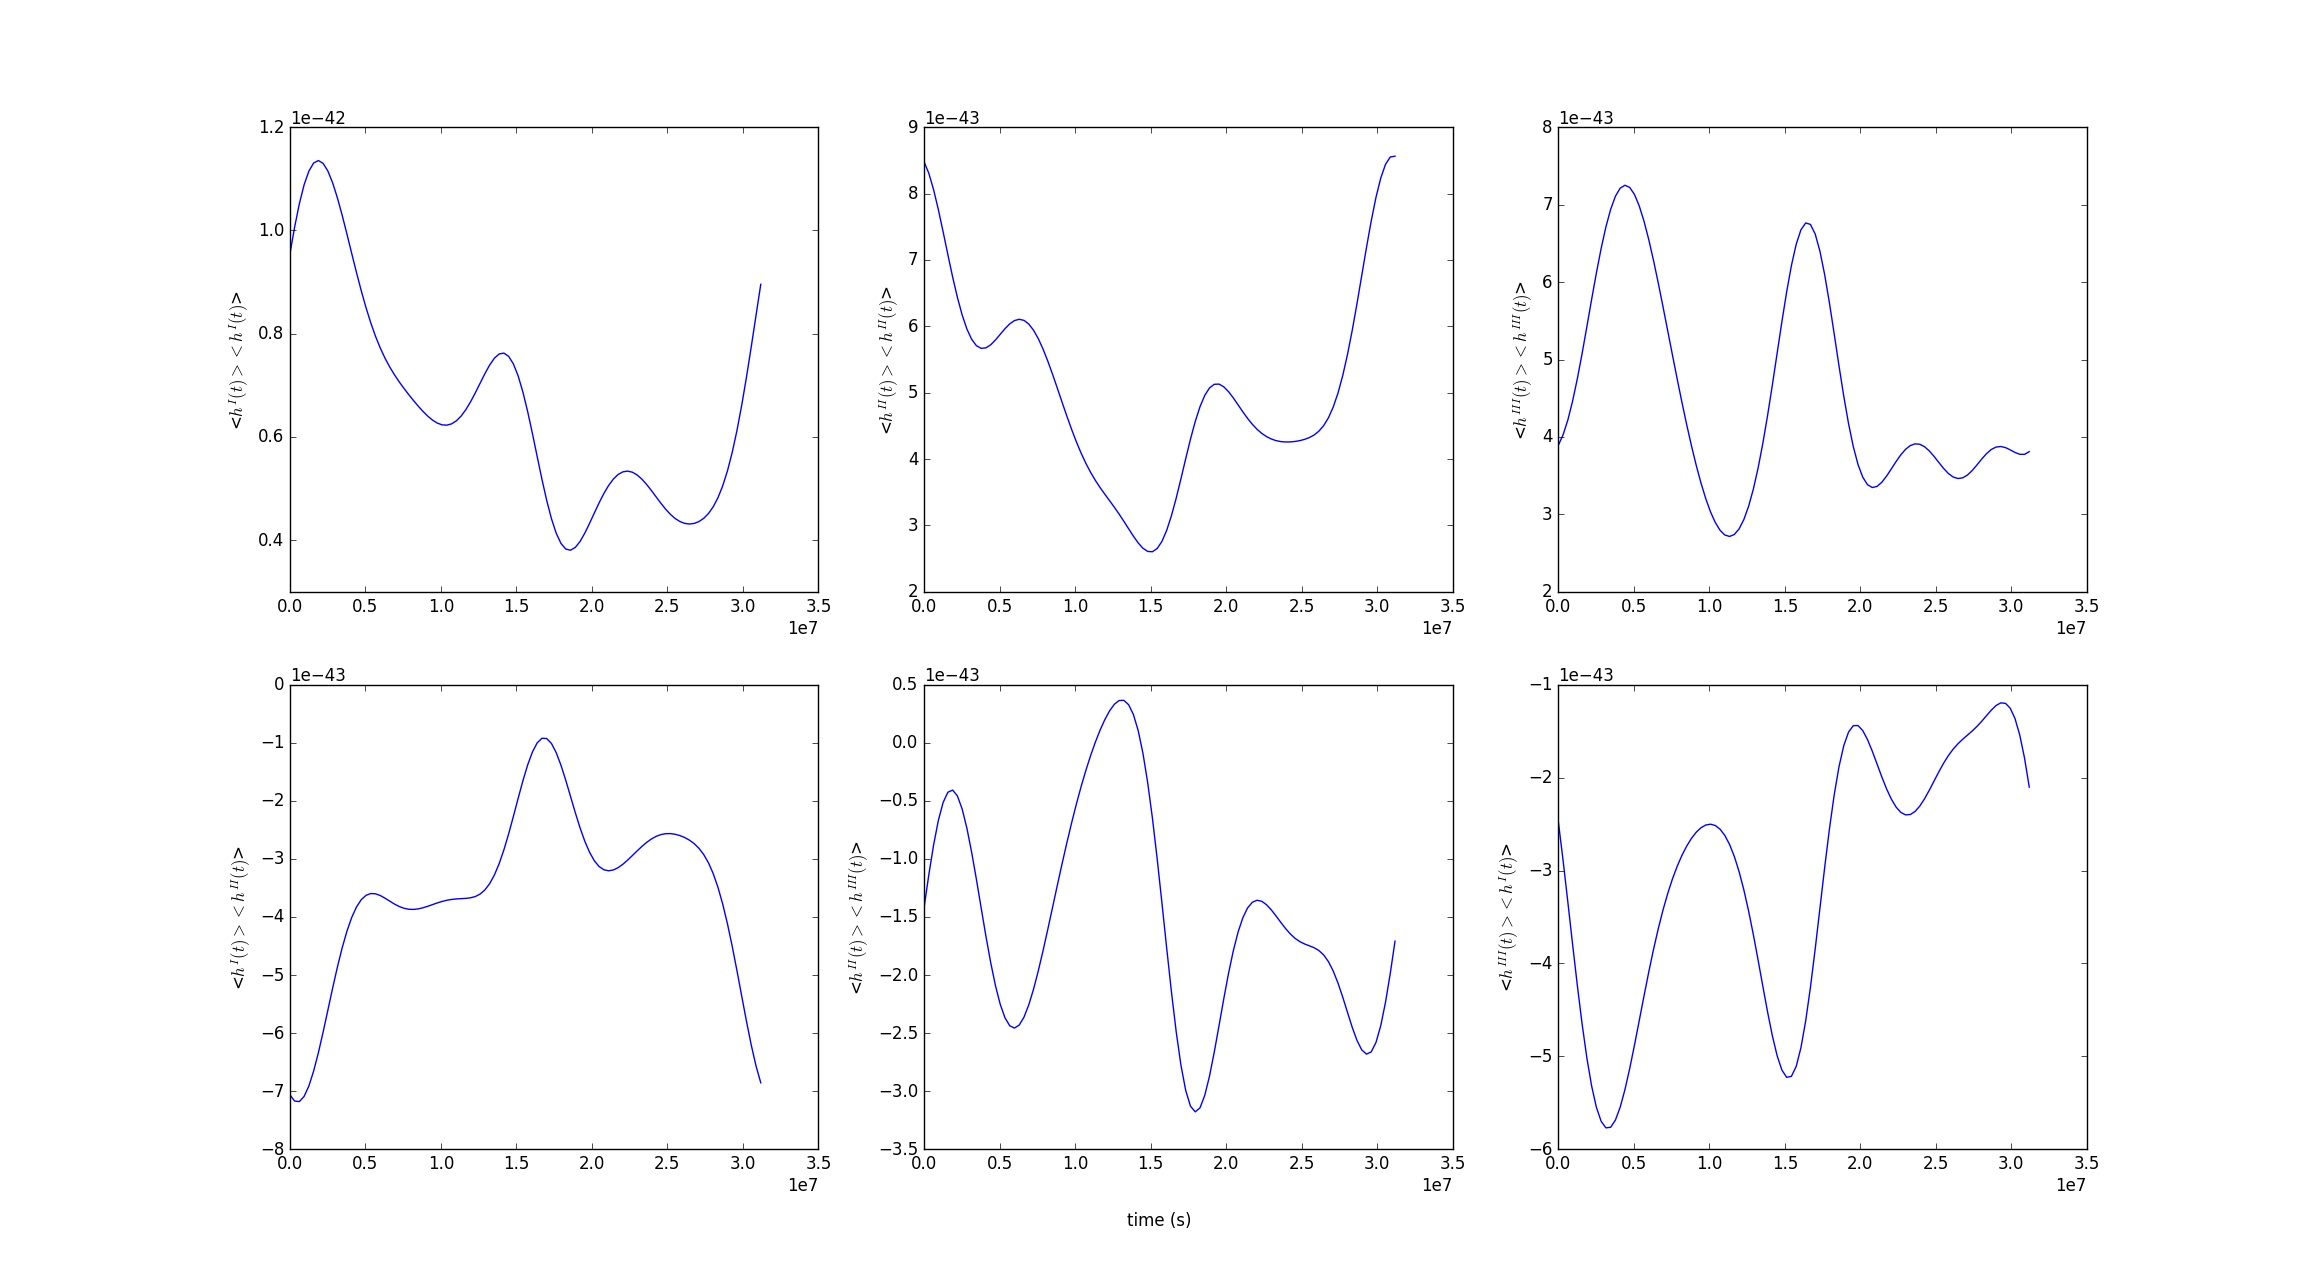 1e−42
1.2
1.0
0.8
0.6
0.4
<h^I(t)> <h^I(t)>
0.0 0.5 1.0 1.5 2.0 2.5 3.0 3.5
1e7
1e−43
9
8
7
6
5
4
3
2
<h^{II}(t)> <h^{II}(t)>
0.0 0.5 1.0 1.5 2.0 2.5 3.0 3.5
1e7
1e−43
8
7
6
5
4
3
2
<h^{III}(t)> <h^{III}(t)>
0.0 0.5 1.0 1.5 2.0 2.5 3.0 3.5
1e7
1e−43
0
−1
−2
−3
−4
−5
−6
−7
−8
<h^I(t)> <h^{II}(t)>
0.0 0.5 1.0 1.5 2.0 2.5 3.0 3.5
1e7
1e−43
0.5
0.0
−0.5
−1.0
−1.5
−2.0
−2.5
−3.0
−3.5
<h^{II}(t)> <h^{III}(t)>
0.0 0.5 1.0 1.5 2.0 2.5 3.0 3.5
1e7
1e−43
−1
−2
−3
−4
−5
−6
<h^{III}(t)> <h^I(t)>
0.0 0.5 1.0 1.5 2.0 2.5 3.0 3.5
1e7
time (s)